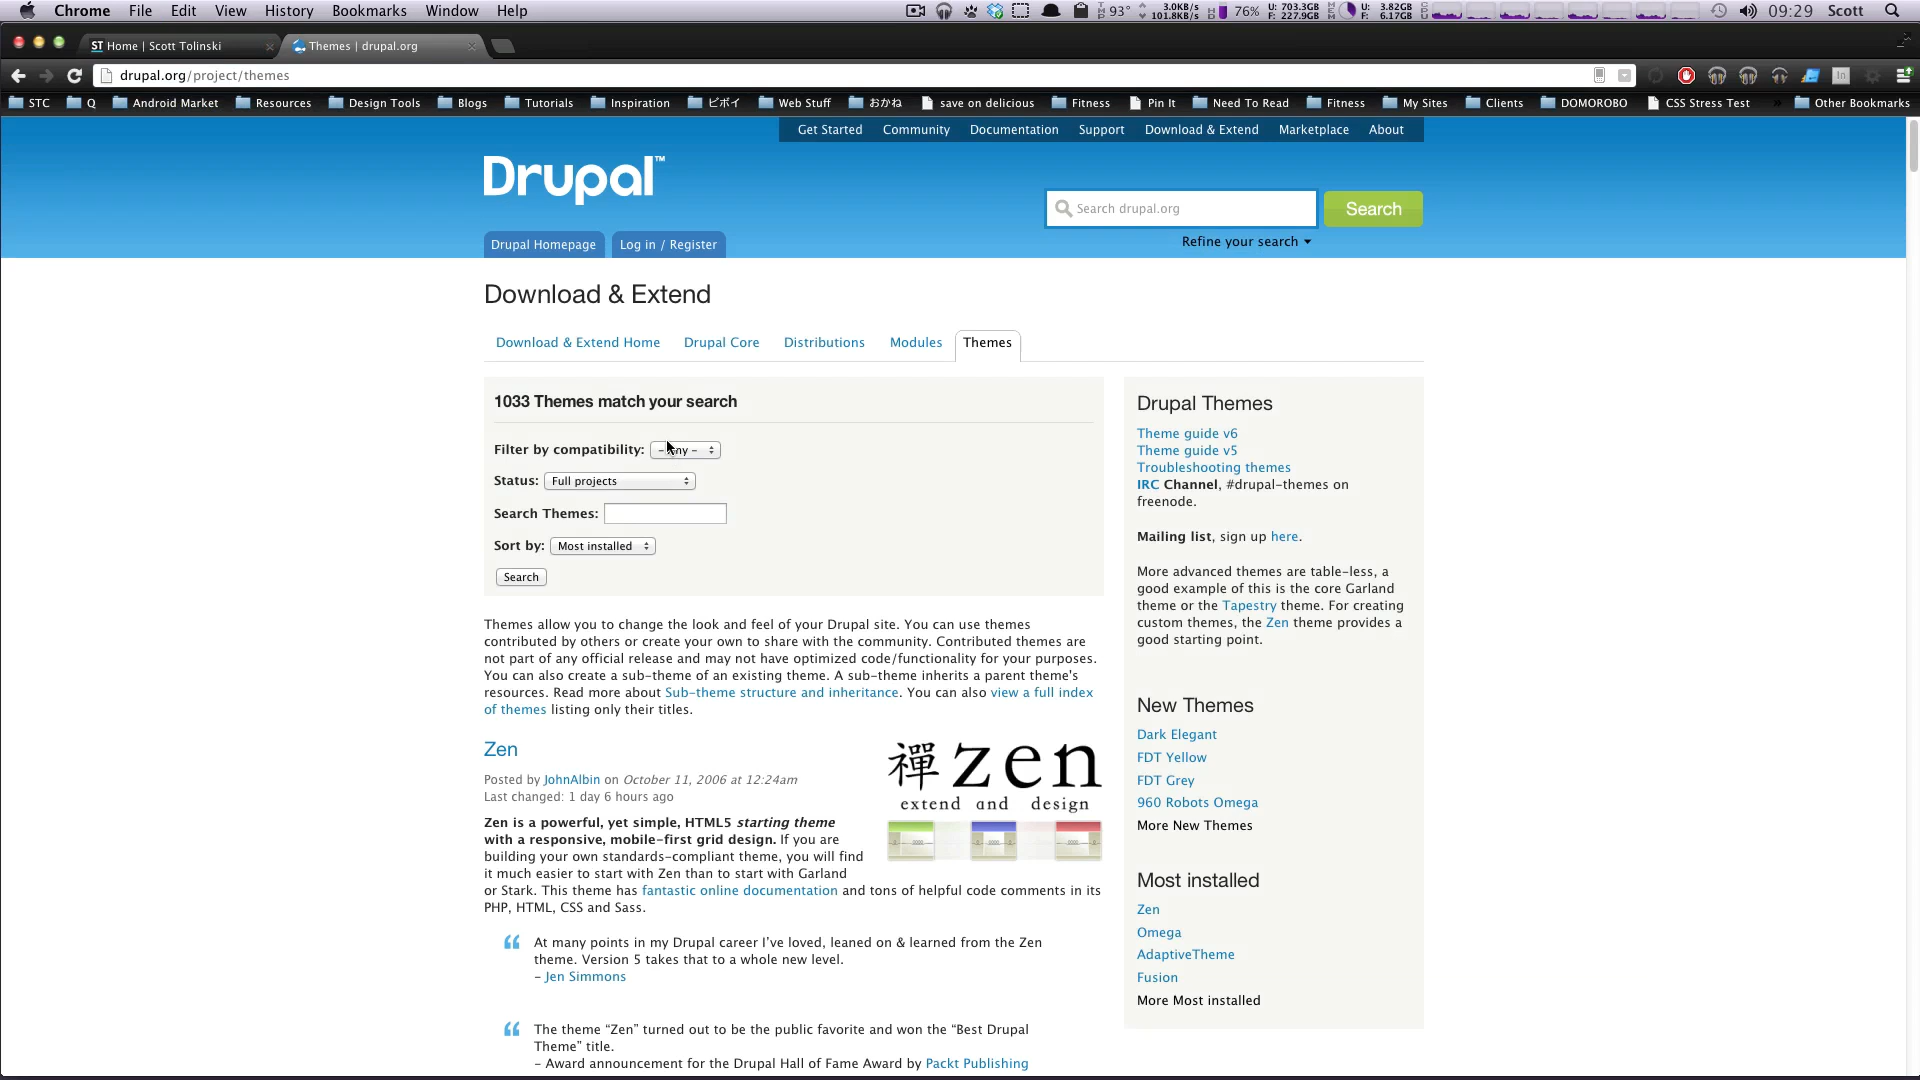 Chrome File Edit View History Bookmarks Window Help 93° 3.0KB/s 101.8KB/s 76% U: 703.3GB F: 227.9GB U: 3.82GB F: 6.17GB 09:29 Scott
ST Home | Scott Tolinski Themes | drupal.org
drupal.org/project/themes
STC Q Android Market Resources Design Tools Blogs Tutorials Inspiration ビボイ Web Stuff おかね save on delicious Fitness Pin It Need To Read Fitness My Sites Clients DOMOROBO CSS Stress Test » Other Bookmarks
Get Started Community Documentation Support Download & Extend Marketplace About
Drupal™
Search drupal.org Search
Refine your search
Drupal Homepage Log in / Register
Download & Extend
Download & Extend Home Drupal Core Distributions Modules Themes
1033 Themes match your search
Filter by compatibility:
Status: Full projects
Search Themes:
Sort by: Most installed
Search
Themes allow you to change the look and feel of your Drupal site. You can use themes
contributed by others or create your own to share with the community. Contributed themes are
not part of any official release and may not have optimized code/functionality for your purposes.
You can also create a sub-theme of an existing theme. A sub-theme inherits a parent theme's
resources. Read more about Sub-theme structure and inheritance. You can also view a full index
of themes listing only their titles.
Zen
Posted by JohnAlbin on October 11, 2006 at 12:24am
Last changed: 1 day 6 hours ago
禪 zen
extend and design
Zen is a powerful, yet simple, HTML5 starting theme
with a responsive, mobile-first grid design. If you are
building your own standards-compliant theme, you will find
it much easier to start with Zen than to start with Garland
or Stark. This theme has fantastic online documentation and tons of helpful code comments in its
PHP, HTML, CSS and Sass.
“ At many points in my Drupal career I've loved, leaned on & learned from the Zen
theme. Version 5 takes that to a whole new level.
– Jen Simmons
“ The theme “Zen” turned out to be the public favorite and won the “Best Drupal
Theme” title.
– Award announcement for the Drupal Hall of Fame Award by Packt Publishing
Drupal Themes
Theme guide v6
Theme guide v5
Troubleshooting themes
IRC Channel, #drupal-themes on
freenode.
Mailing list, sign up here.
More advanced themes are table-less, a
good example of this is the core Garland
theme or the Tapestry theme. For creating
custom themes, the Zen theme provides a
good starting point.
New Themes
Dark Elegant
FDT Yellow
FDT Grey
960 Robots Omega
More New Themes
Most installed
Zen
Omega
AdaptiveTheme
Fusion
More Most installed